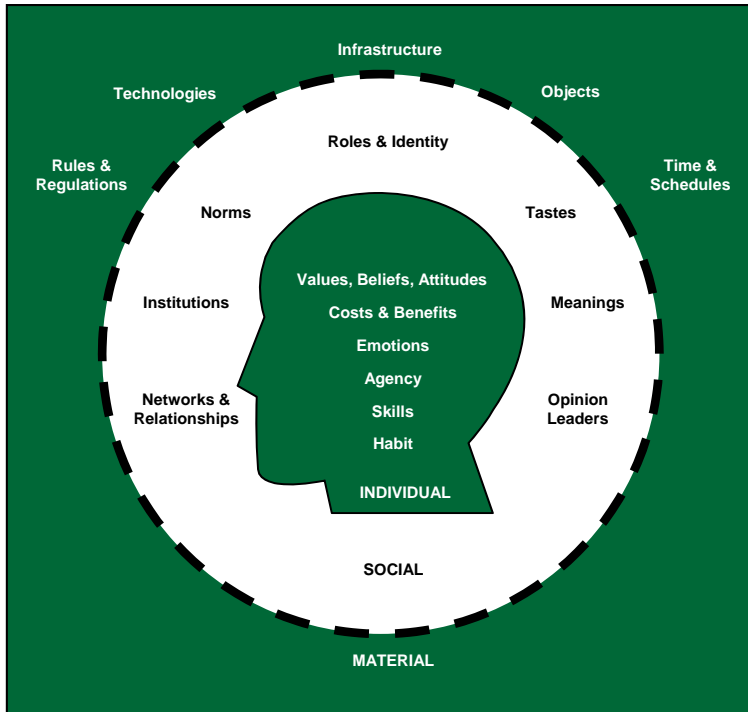 Infrastructure
Technologies
Objects
Roles & Identity
Rules &
Regulations
Time &
Schedules
Norms
Tastes
Values, Beliefs, Attitudes
Institutions
Meanings
Costs & Benefits
Emotions
Agency
Networks &
Relationships
Opinion
Leaders
Skills
Habit
INDIVIDUAL
SOCIAL
MATERIAL